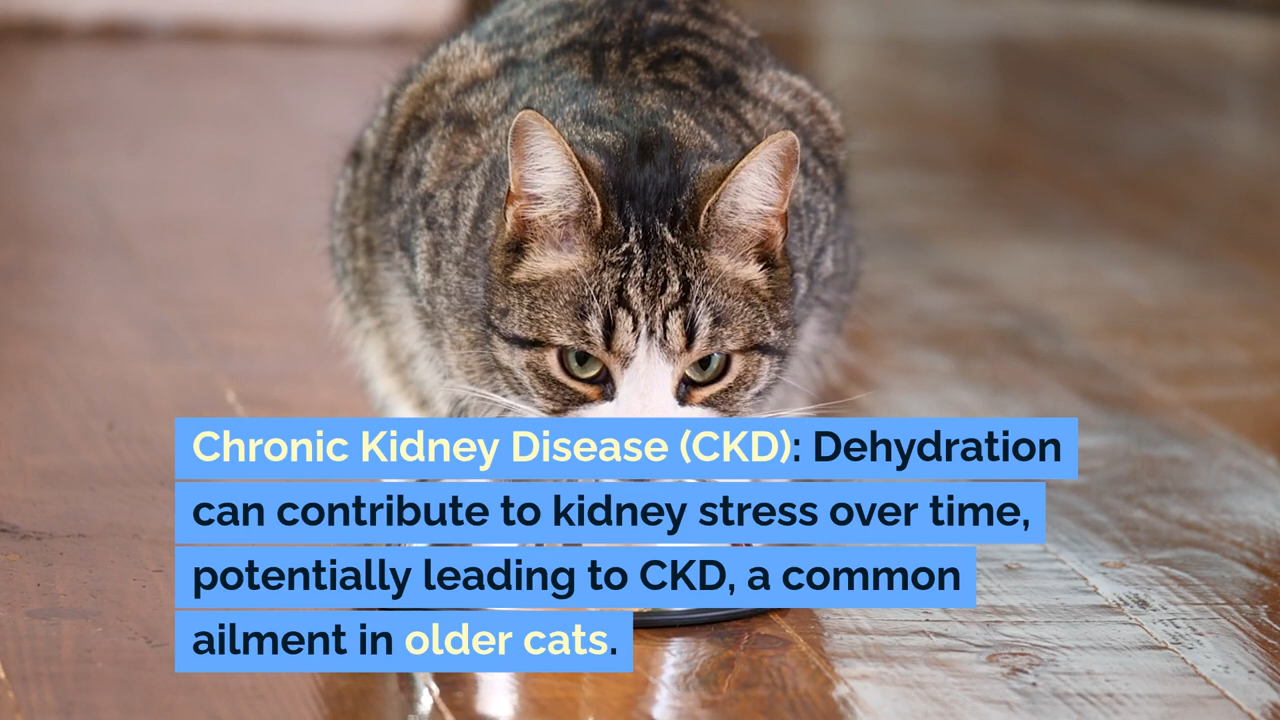 Chronic Kidney Disease (CKD): Dehydration
can contribute to kidney stress over time,
potentially leading to CKD, a common
ailment in older cats.